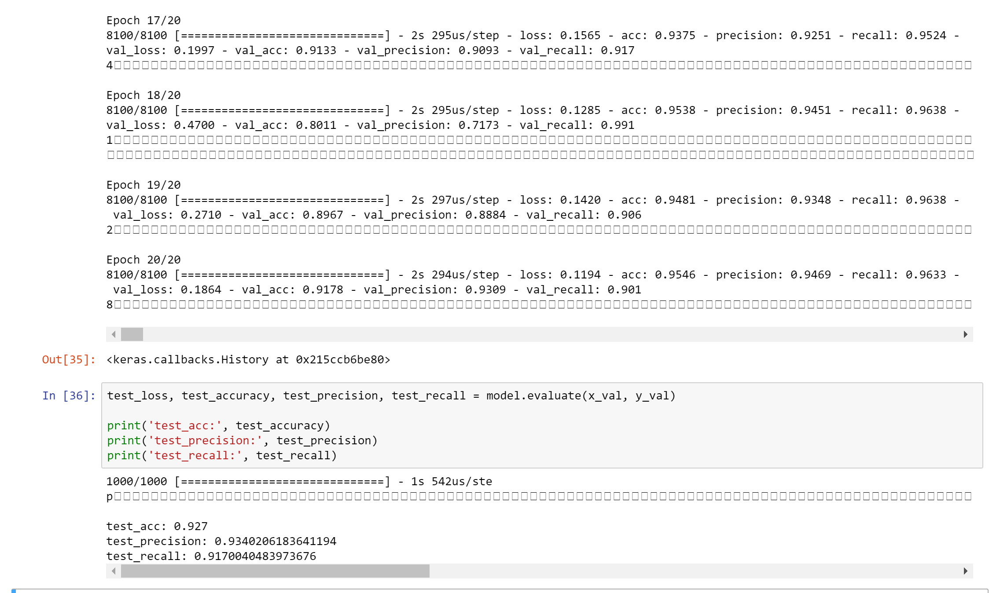 Epoch 17/20
8100/8100 [==============================] - 2s 295us/step - loss: 0.1565 - acc: 0.9375 - precision: 0.9251 - recall: 0.9524 -
val_loss: 0.1997 - val_acc: 0.9133 - val_precision: 0.9093 - val_recall: 0.917
4
Epoch 18/20
8100/8100 [==============================] - 2s 295us/step - loss: 0.1285 - acc: 0.9538 - precision: 0.9451 - recall: 0.9638 -
val_loss: 0.4700 - val_acc: 0.8011 - val_precision: 0.7173 - val_recall: 0.991
1
Epoch 19/20
8100/8100 [==============================] - 2s 297us/step - loss: 0.1420 - acc: 0.9481 - precision: 0.9348 - recall: 0.9638 -
val_loss: 0.2710 - val_acc: 0.8967 - val_precision: 0.8884 - val_recall: 0.906
2
Epoch 20/20
8100/8100 [==============================] - 2s 294us/step - loss: 0.1194 - acc: 0.9546 - precision: 0.9469 - recall: 0.9633 -
val_loss: 0.1864 - val_acc: 0.9178 - val_precision: 0.9309 - val_recall: 0.901
8
Out[35]: <keras.callbacks.History at 0x215ccb6be80>
In [36]: test_loss, test_accuracy, test_precision, test_recall = model.evaluate(x_val, y_val)
print('test_acc:', test_accuracy)
print('test_precision:', test_precision)
print('test_recall:', test_recall)
1000/1000 [==============================] - 1s 542us/ste
p
test_acc: 0.927
test_precision: 0.9340206183641194
test_recall: 0.9170040483973676